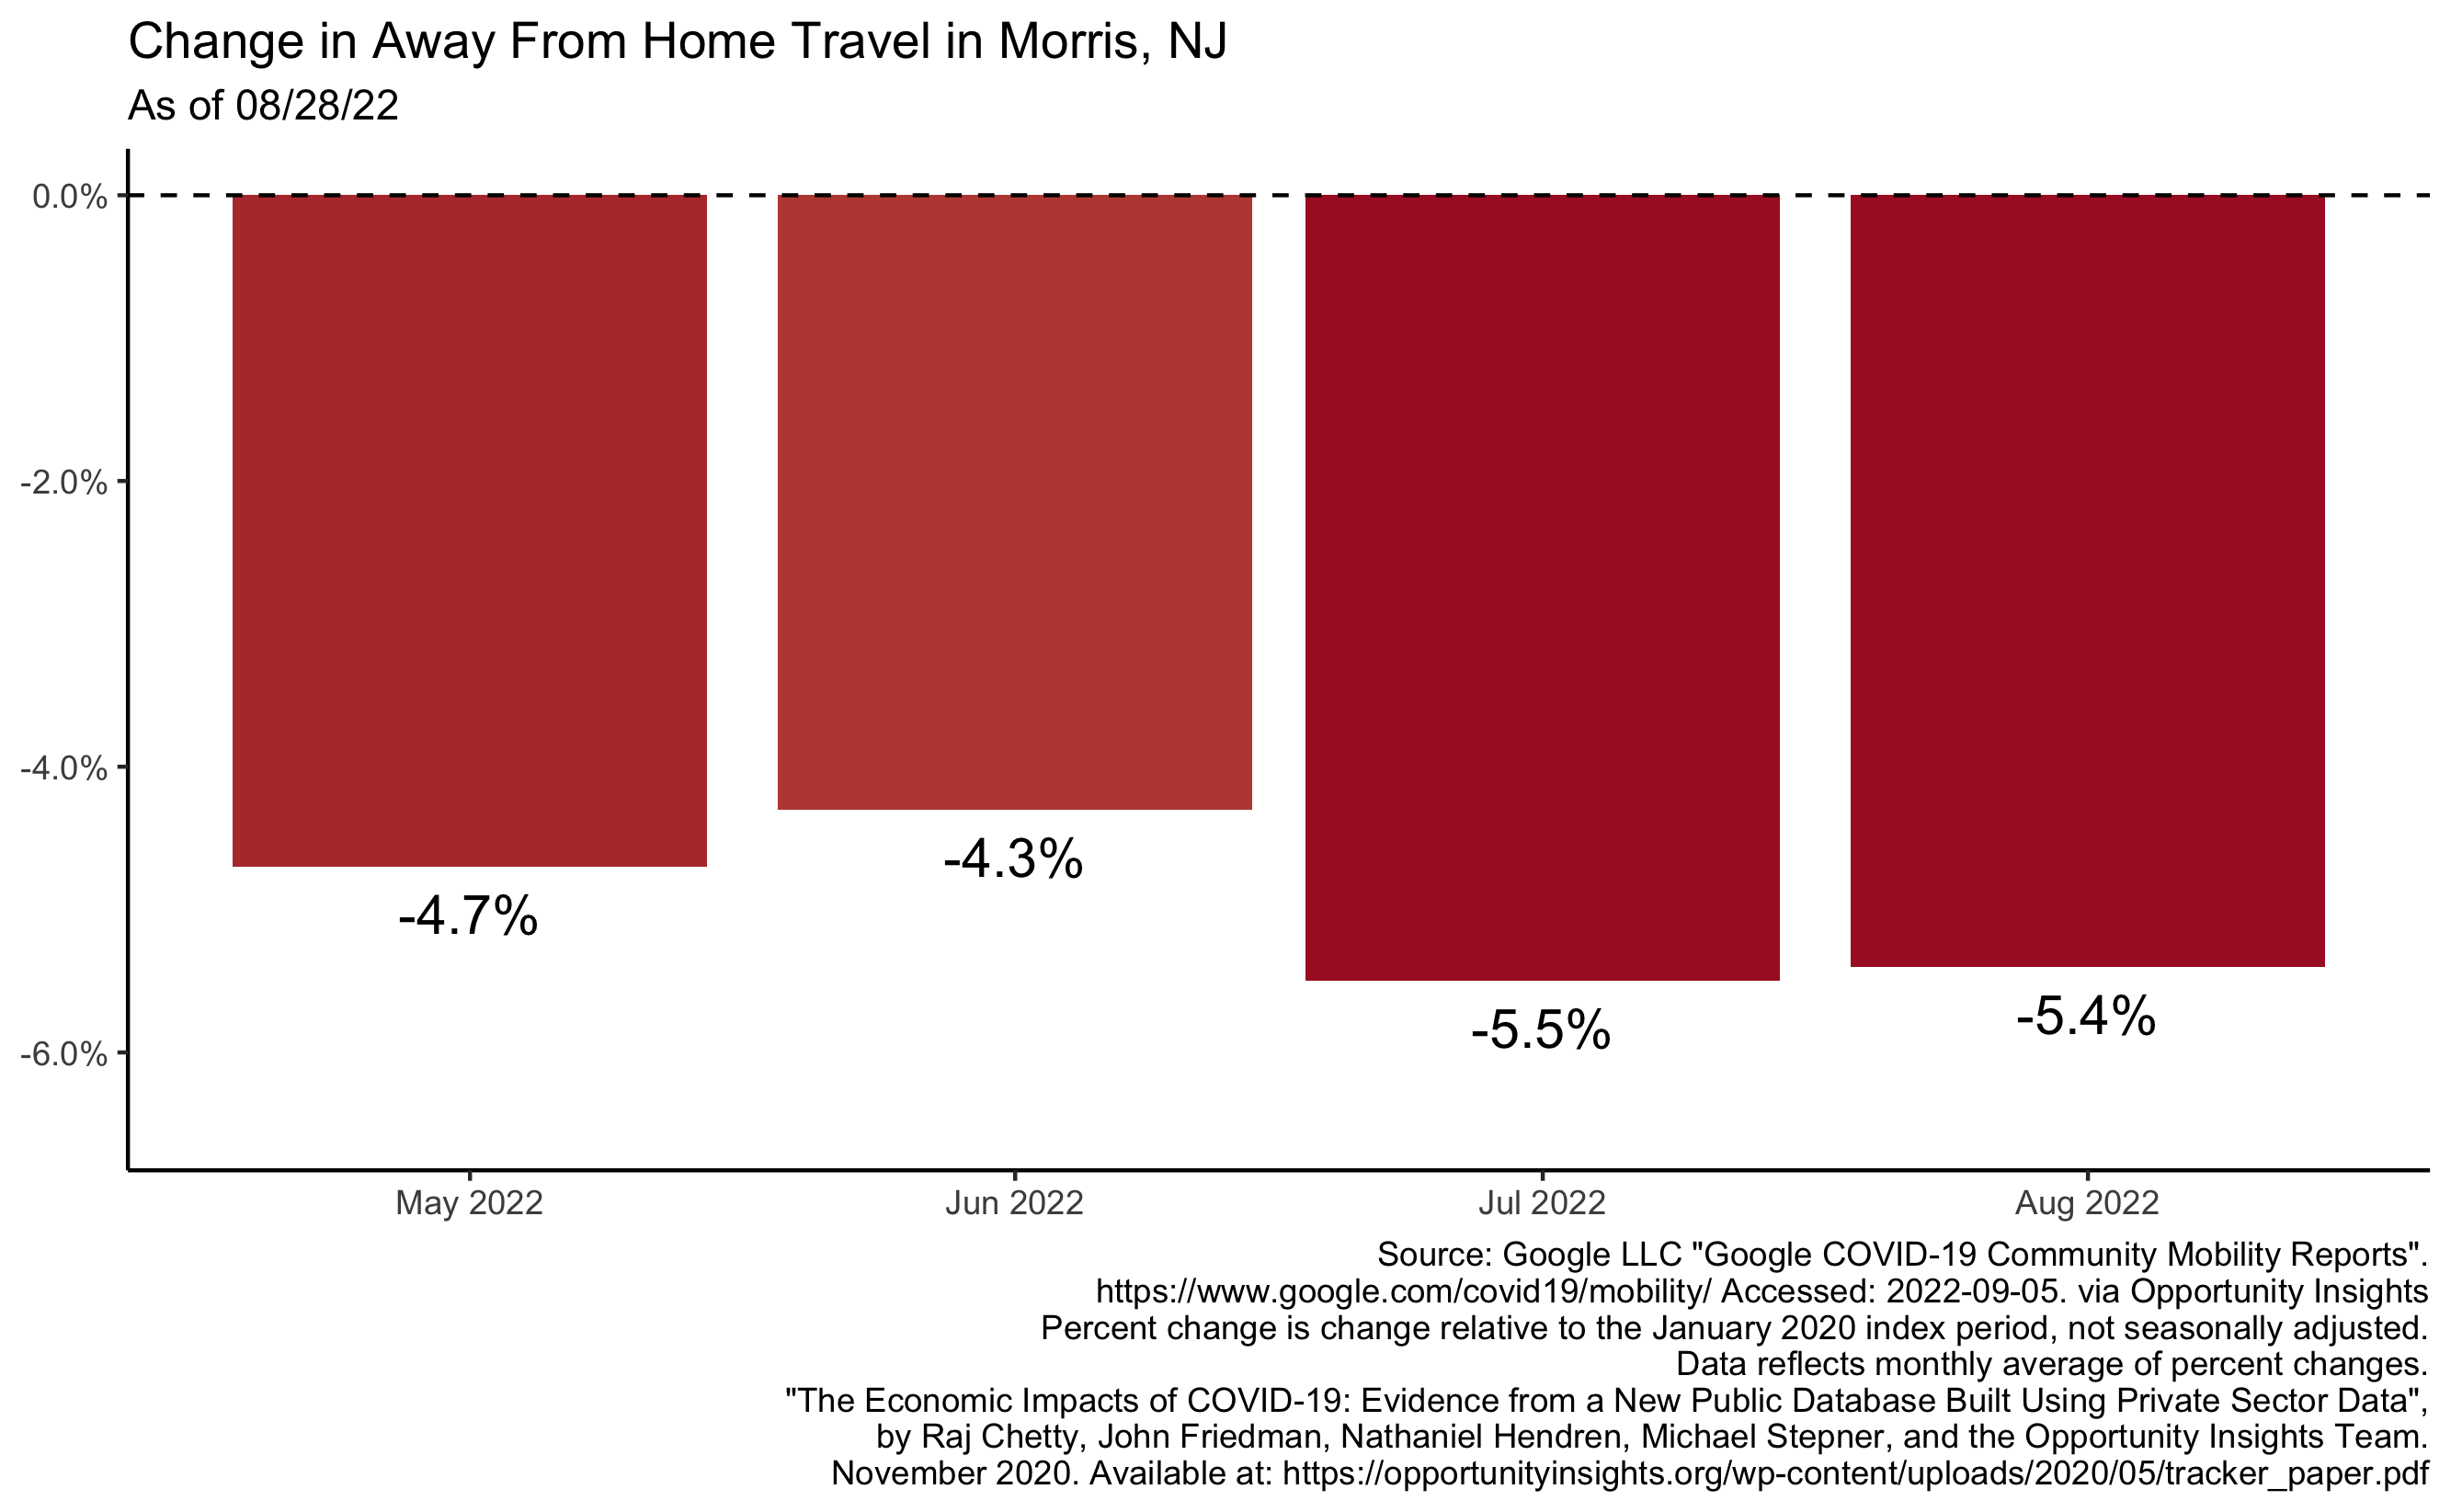 Change in Away From Home Travel in Morris, NJ
As of 08/28/22
0.0%
-2.0%
-4.0%
-6.0%
-4.7%
-4.3%
-5.5%
-5.4%
May 2022
Jun 2022
Jul 2022
Aug 2022
Source: Google LLC "Google COVID-19 Community Mobility Reports".
https://www.google.com/covid19/mobility/ Accessed: 2022-09-05. via Opportunity Insights
Percent change is change relative to the January 2020 index period, not seasonally adjusted.
Data reflects monthly average of percent changes.
"The Economic Impacts of COVID-19: Evidence from a New Public Database Built Using Private Sector Data",
by Raj Chetty, John Friedman, Nathaniel Hendren, Michael Stepner, and the Opportunity Insights Team.
November 2020. Available at: https://opportunityinsights.org/wp-content/uploads/2020/05/tracker_paper.pdf